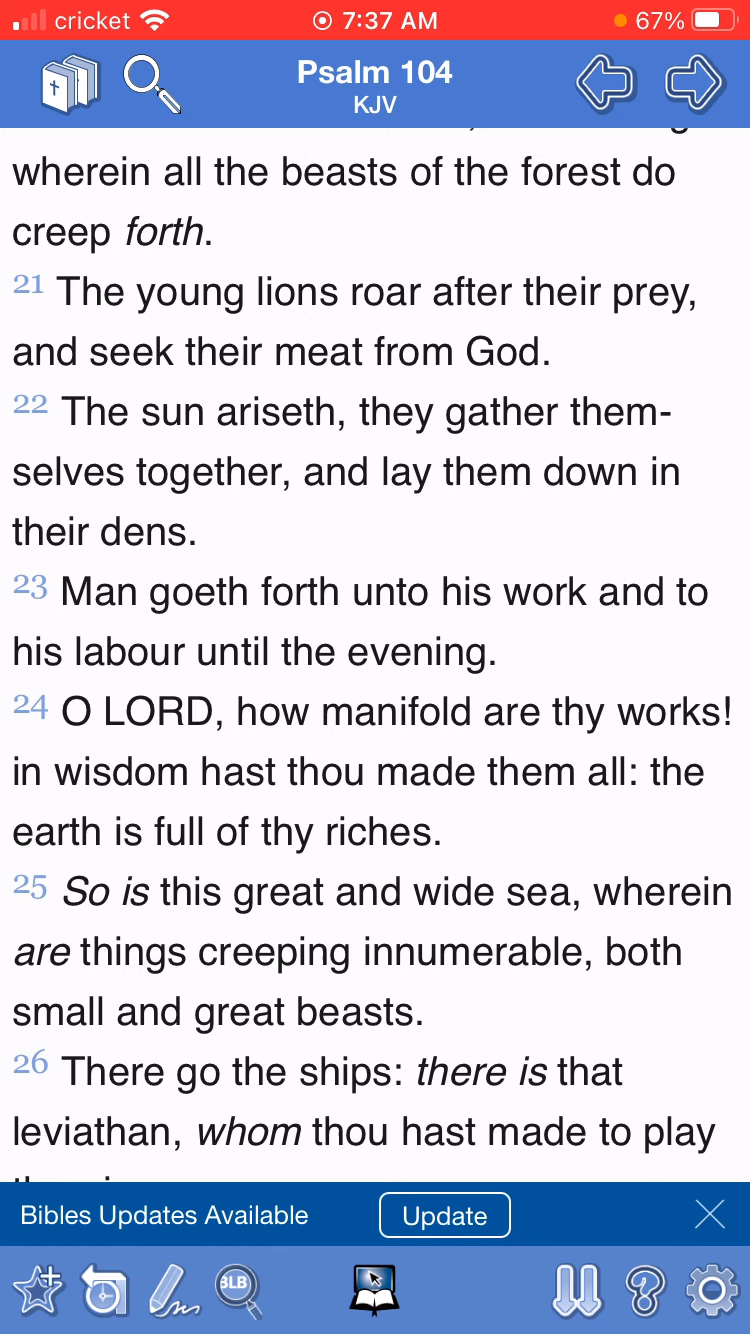 cricket 7:37 AM 67%
Psalm 104
KJV
wherein all the beasts of the forest do
creep forth.
21 The young lions roar after their prey,
and seek their meat from God.
22 The sun ariseth, they gather them-
selves together, and lay them down in
their dens.
23 Man goeth forth unto his work and to
his labour until the evening.
24 O LORD, how manifold are thy works!
in wisdom hast thou made them all: the
earth is full of thy riches.
25 So is this great and wide sea, wherein
are things creeping innumerable, both
small and great beasts.
26 There go the ships: there is that
leviathan, whom thou hast made to play
Bibles Updates Available Update
BLB